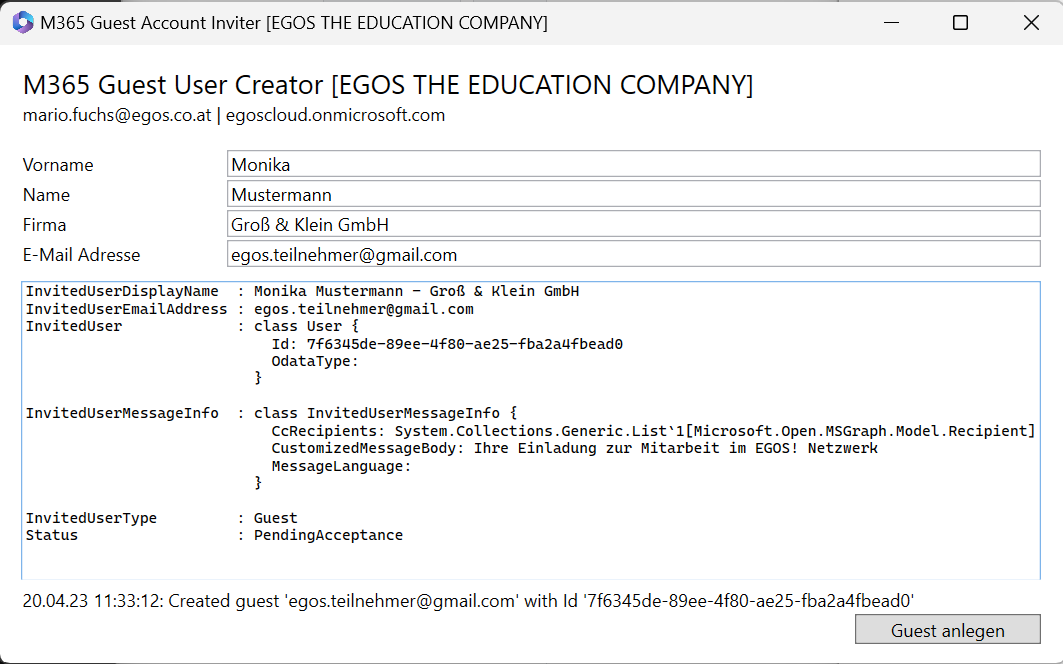 M365 Guest Account Inviter [EGOS THE EDUCATION COMPANY]
M365 Guest User Creator [EGOS THE EDUCATION COMPANY]
mario.fuchs@egos.co.at | egoscloud.onmicrosoft.com
Vorname Monika
Name Mustermann
Firma Groß & Klein GmbH
E-Mail Adresse egos.teilnehmer@gmail.com
InvitedUserDisplayName : Monika Mustermann – Groß & Klein GmbH
InvitedUserEmailAddress : egos.teilnehmer@gmail.com
InvitedUser : class User {
Id: 7f6345de-89ee-4f80-ae25-fba2a4fbead0
OdataType:
}
InvitedUserMessageInfo : class InvitedUserMessageInfo {
CcRecipients: System.Collections.Generic.List`1[Microsoft.Open.MSGraph.Model.Recipient]
CustomizedMessageBody: Ihre Einladung zur Mitarbeit im EGOS! Netzwerk
MessageLanguage:
}
InvitedUserType : Guest
Status : PendingAcceptance
20.04.23 11:33:12: Created guest 'egos.teilnehmer@gmail.com' with Id '7f6345de-89ee-4f80-ae25-fba2a4fbead0'
Guest anlegen